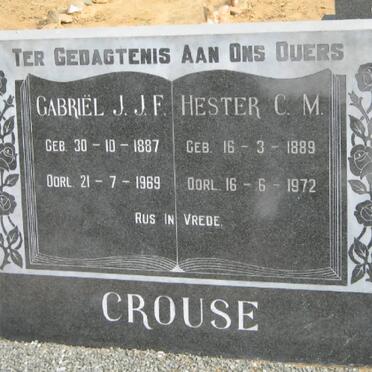 TER GEDAGTENIS AAN ONS OUERS
GABRIËL J. J. F.
GEB. 30 - 10 - 1887
OORL. 21 - 7 - 1969
HESTER C. M.
GEB. 16 - 3 - 1889
OORL. 16 - 6 - 1972
RUS IN VREDE.
CROUSE